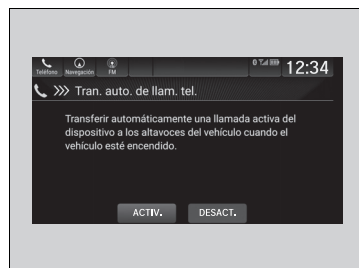 Teléfono Navegación FM 12:34
Tran. auto. de llam. tel.
Transferir automáticamente una llamada activa del
dispositivo a los altavoces del vehículo cuando el
vehículo esté encendido.
ACTIV. DESACT.